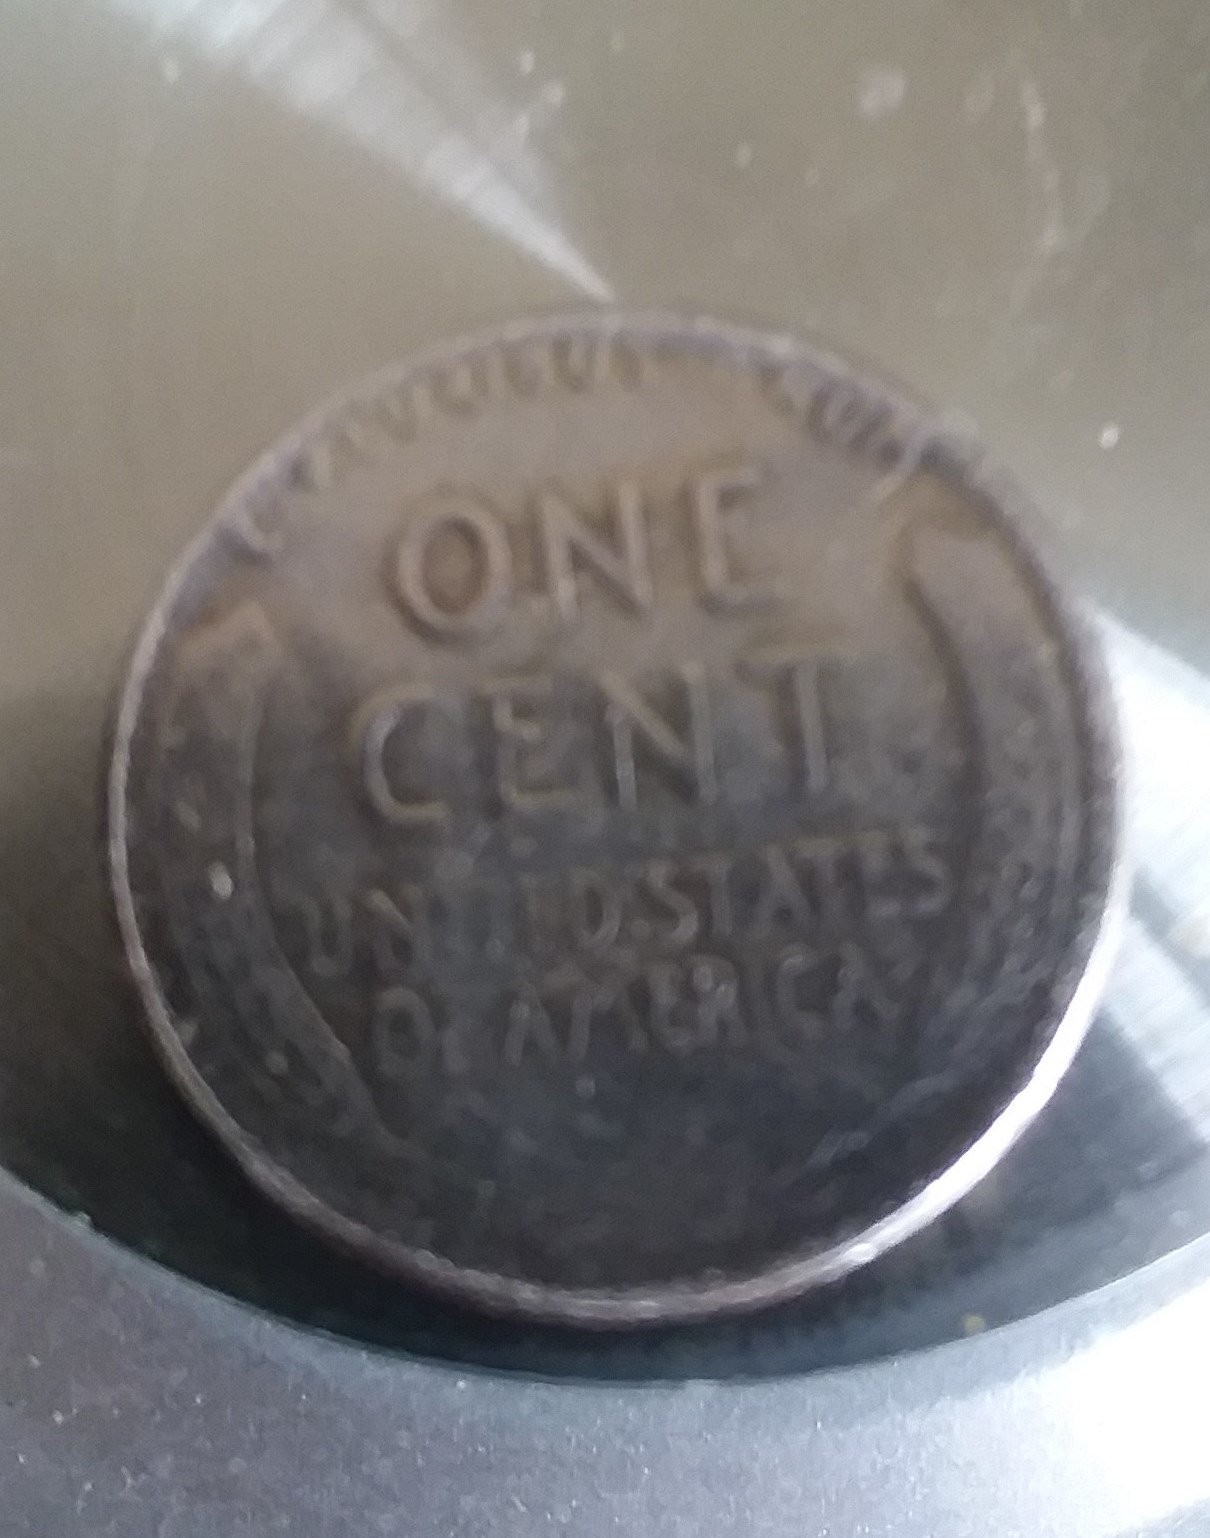 ONE
CENT
UNITED STATES
OF AMERICA